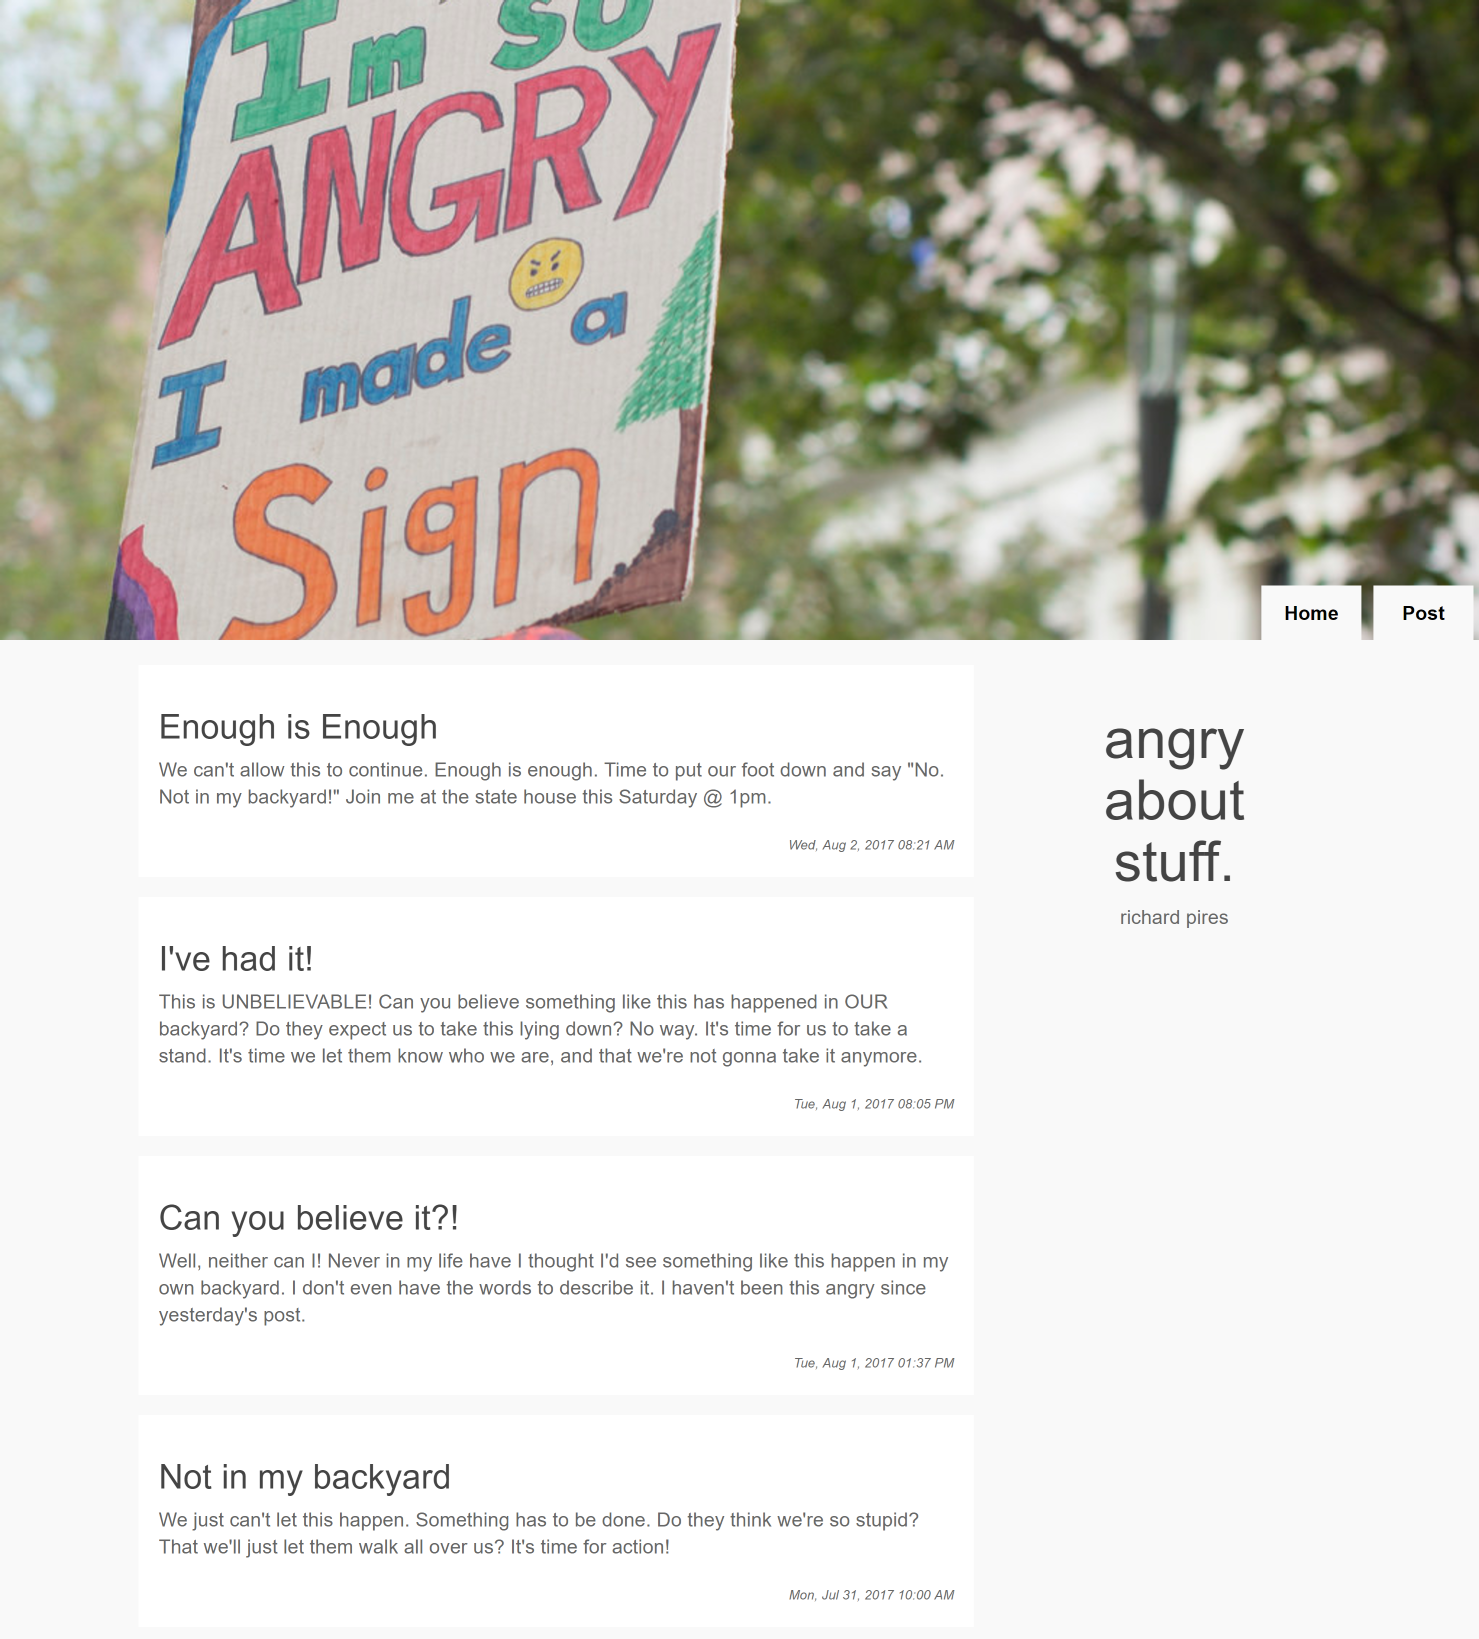 I'm so
ANGRY
I made a
Sign
Home
Post
Enough is Enough
We can't allow this to continue. Enough is enough. Time to put our foot down and say "No.
Not in my backyard!" Join me at the state house this Saturday @ 1pm.
Wed, Aug 2, 2017 08:21 AM
angry
about
stuff.
richard pires
I've had it!
This is UNBELIEVABLE! Can you believe something like this has happened in OUR
backyard? Do they expect us to take this lying down? No way. It's time for us to take a
stand. It's time we let them know who we are, and that we're not gonna take it anymore.
Tue, Aug 1, 2017 08:05 PM
Can you believe it?!
Well, neither can I! Never in my life have I thought I'd see something like this happen in my
own backyard. I don't even have the words to describe it. I haven't been this angry since
yesterday's post.
Tue, Aug 1, 2017 01:37 PM
Not in my backyard
We just can't let this happen. Something has to be done. Do they think we're so stupid?
That we'll just let them walk all over us? It's time for action!
Mon, Jul 31, 2017 10:00 AM